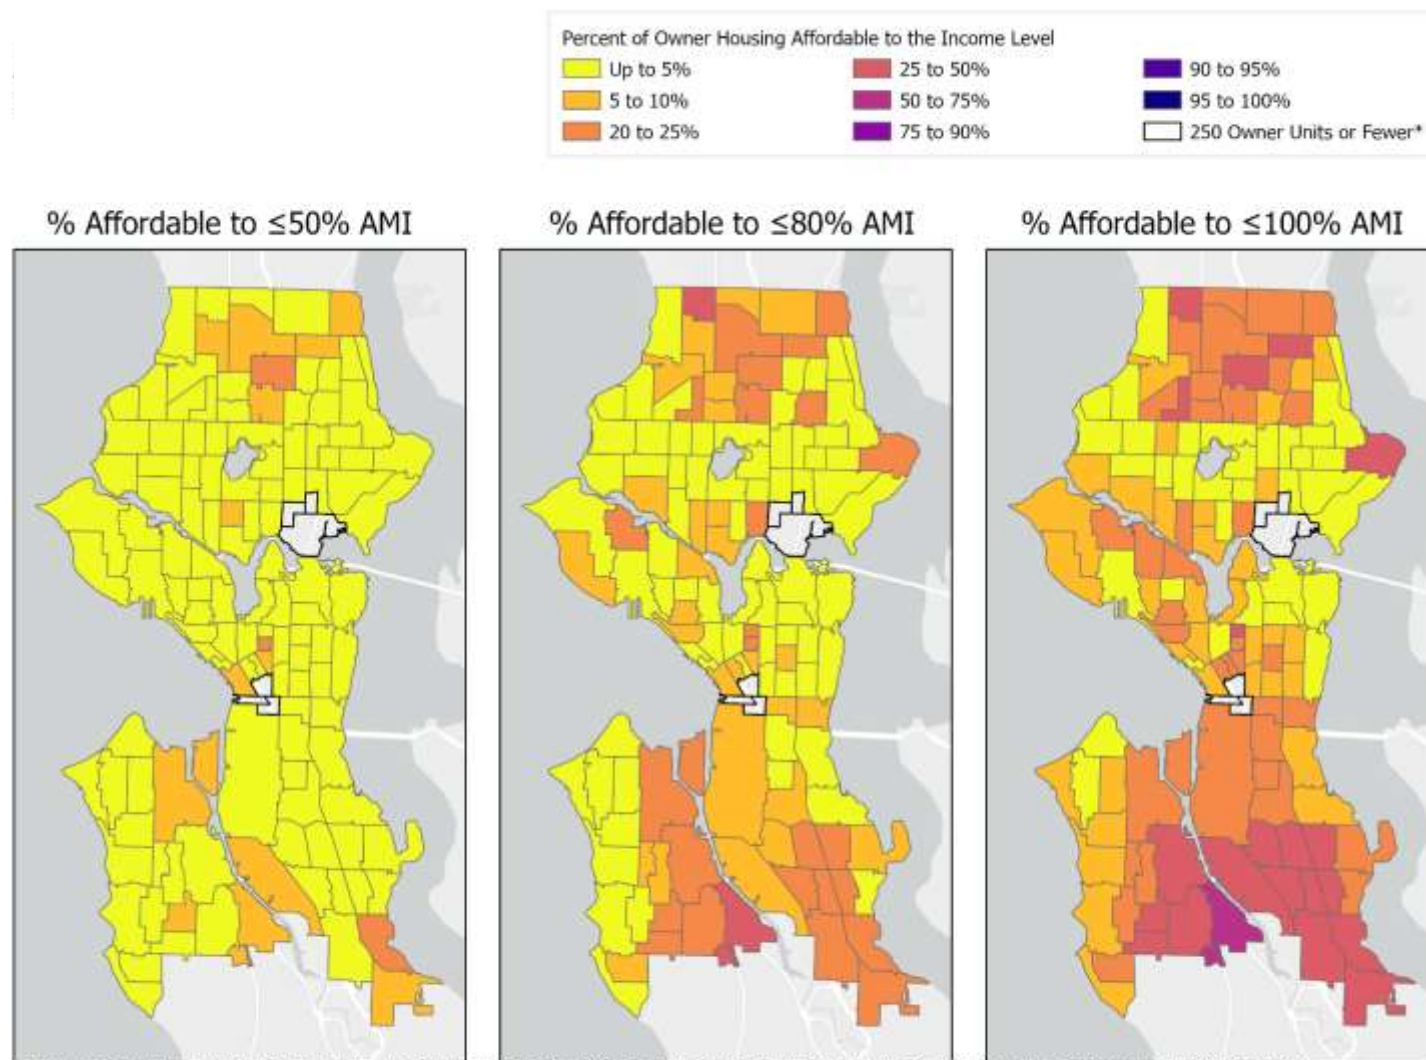 Percent of Owner Housing Affordable to the Income Level
Up to 5%
25 to 50%
90 to 95%
5 to 10%
50 to 75%
95 to 100%
20 to 25%
75 to 90%
250 Owner Units or Fewer*
% Affordable to ≤50% AMI
% Affordable to ≤80% AMI
% Affordable to ≤100% AMI